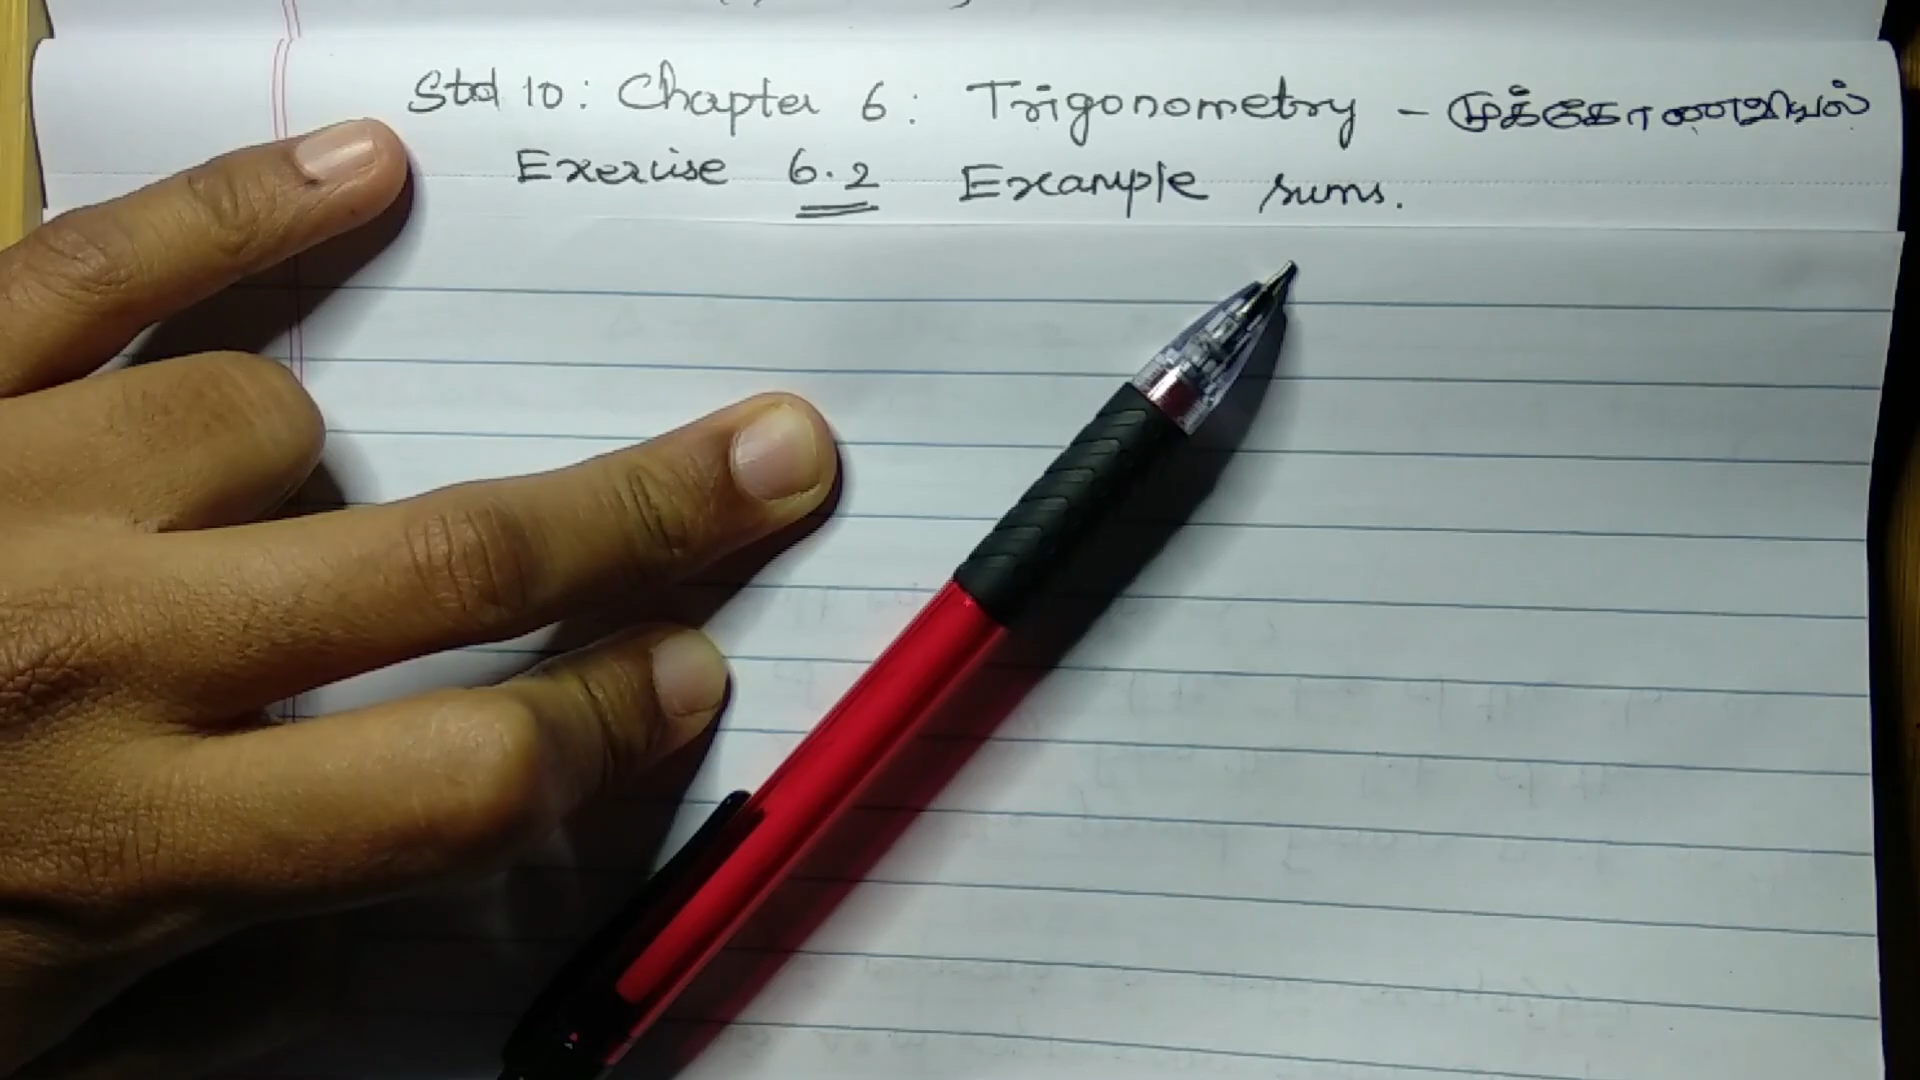 Std 10: Chapter 6: Trigonometry - முக்கோணவியல்
Exercise 6.2 Example sums.